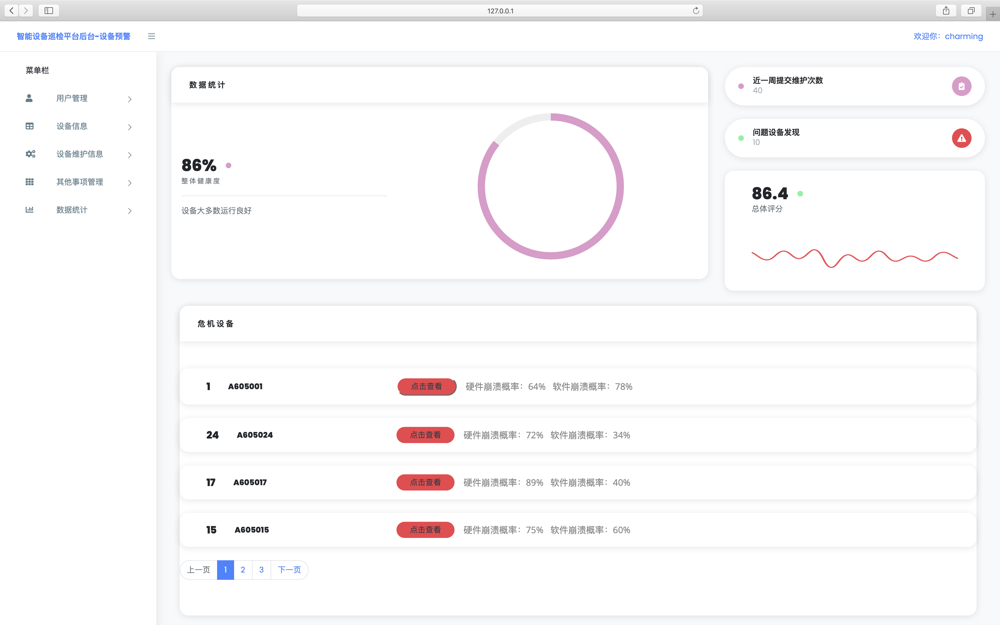 127.0.0.1
智能设备巡检平台后台-设备预警
欢迎你：charming
菜单栏
用户管理
设备信息
设备维护信息
其他事项管理
数据统计
数据统计
86%
整体健康度
设备大多数运行良好
近一周提交维护次数
40
问题设备发现
10
86.4
总体评分
危机设备
1 A605001 点击查看 硬件崩溃概率：64% 软件崩溃概率：78%
24 A605024 点击查看 硬件崩溃概率：72% 软件崩溃概率：34%
17 A605017 点击查看 硬件崩溃概率：89% 软件崩溃概率：40%
15 A605015 点击查看 硬件崩溃概率：75% 软件崩溃概率：60%
上一页 1 2 3 下一页